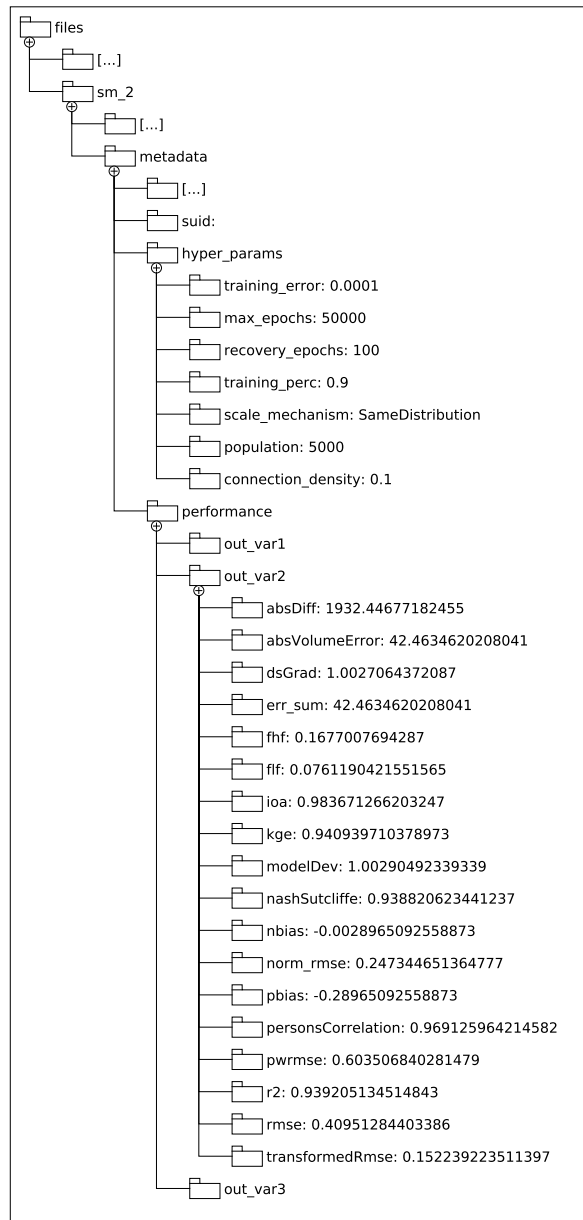 files
[...]
sm_2
[...]
metadata
[...]
suid:
hyper_params
training_error: 0.0001
max_epochs: 50000
recovery_epochs: 100
training_perc: 0.9
scale_mechanism: SameDistribution
population: 5000
connection_density: 0.1
performance
out_var1
out_var2
absDiff: 1932.44677182455
absVolumeError: 42.4634620208041
dsGrad: 1.0027064372087
err_sum: 42.4634620208041
fhf: 0.1677007694287
flf: 0.0761190421551565
ioa: 0.983671266203247
kge: 0.940939710378973
modelDev: 1.00290492339339
nashSutcliffe: 0.938820623441237
nbias: -0.0028965092558873
norm_rmse: 0.247344651364777
pbias: -0.28965092558873
personsCorrelation: 0.969125964214582
pwrmse: 0.603506840281479
r2: 0.939205134514843
rmse: 0.40951284403386
transformedRmse: 0.152239223511397
out_var3